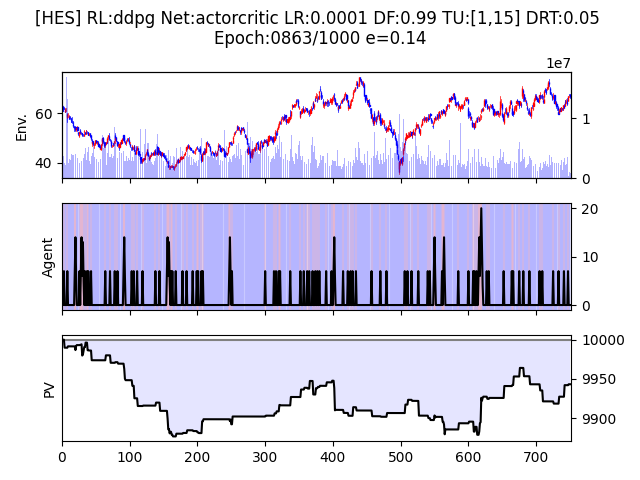 [HES] RL:ddpg Net:actorcritic LR:0.0001 DF:0.99 TU:[1,15] DRT:0.05
Epoch:0863/1000 e=0.14
1e7
Env.
60
40
1
0
Agent
20
10
0
PV
10000
9950
9900
0 100 200 300 400 500 600 700